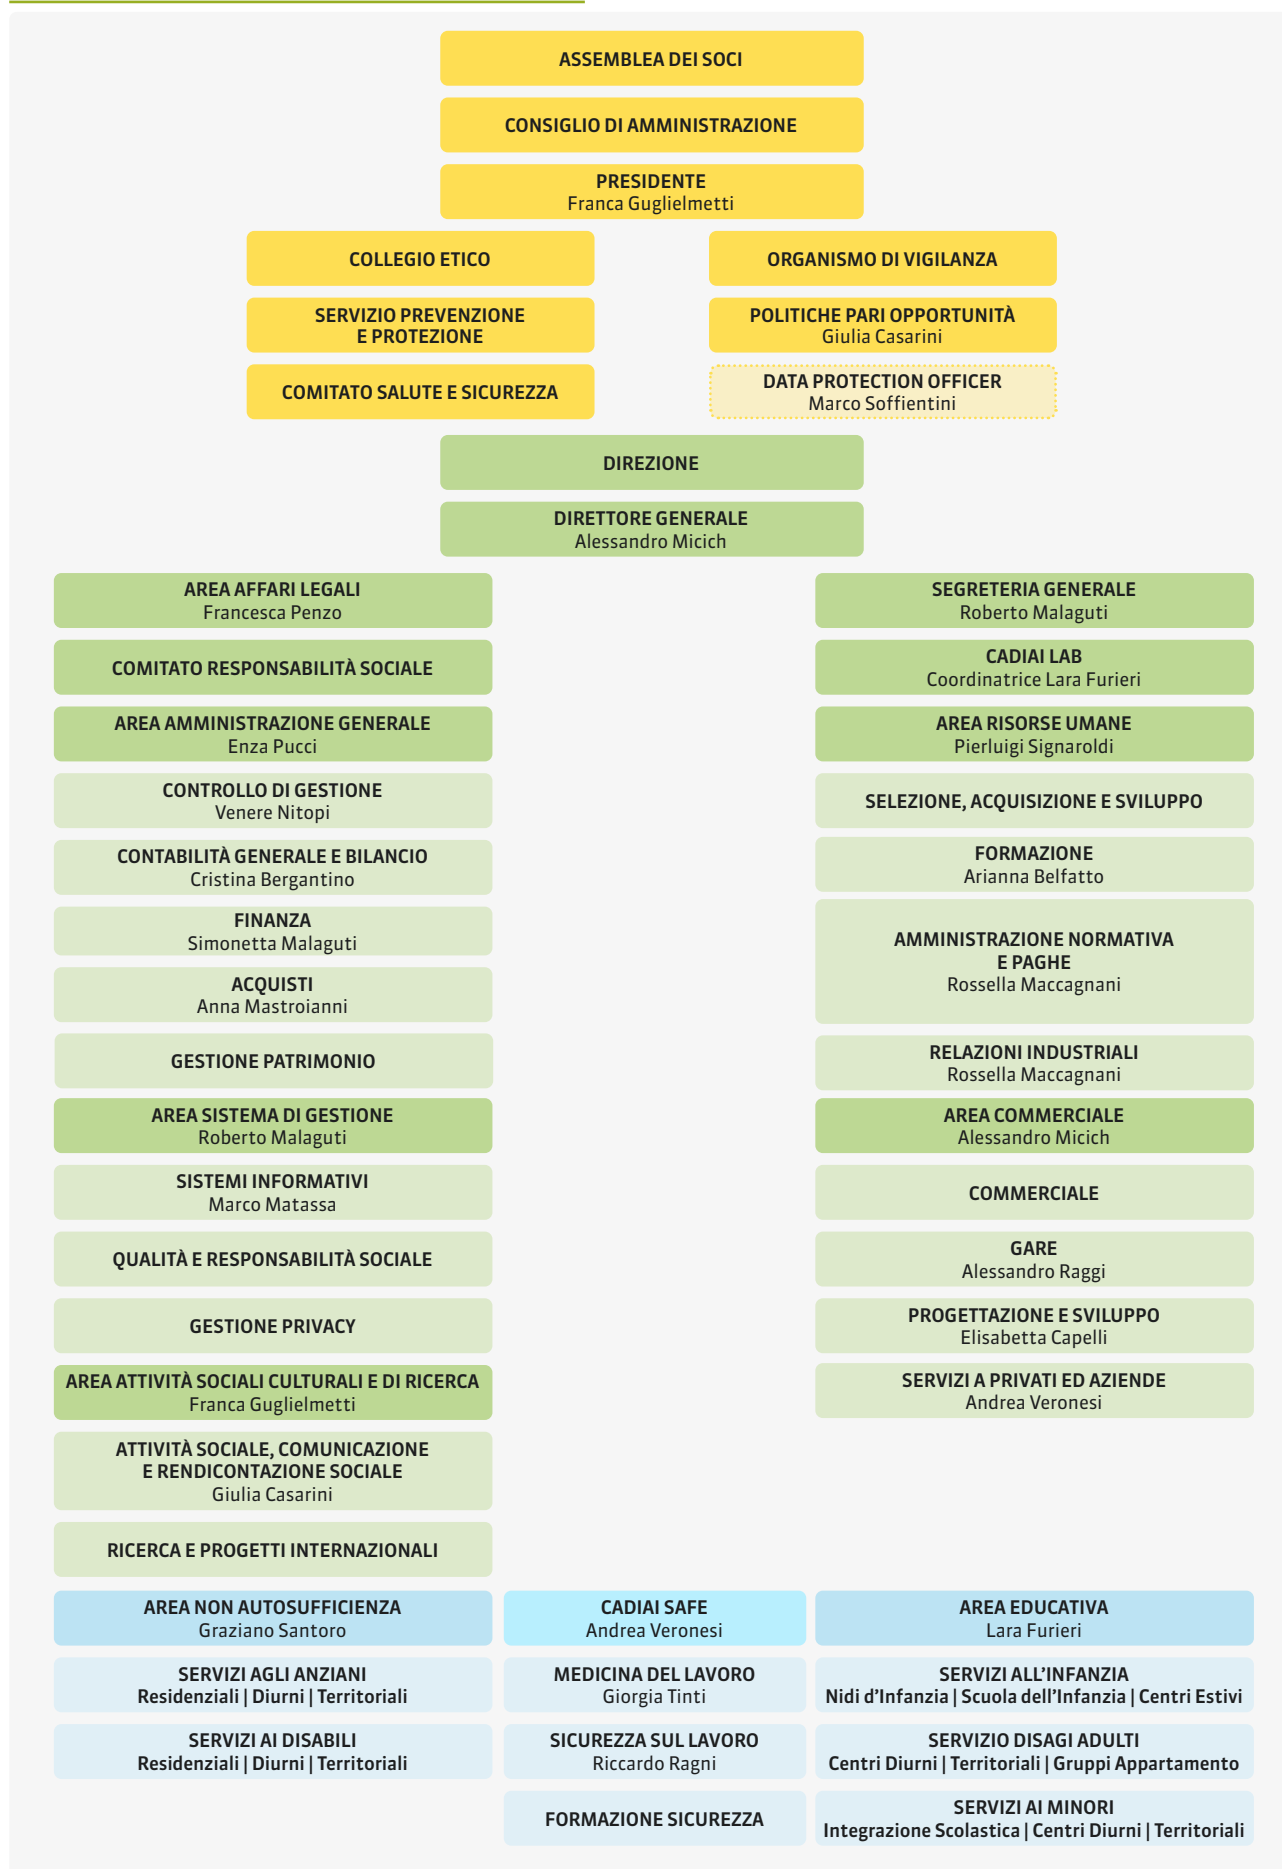 ASSEMBLEA DEI SOCI
CONSIGLIO DI AMMINISTRAZIONE
PRESIDENTE
Franca Guglielmetti
COLLEGIO ETICO
ORGANISMO DI VIGILANZA
SERVIZIO PREVENZIONE
E PROTEZIONE
POLITICHE PARI OPPORTUNITÀ
Giulia Casarini
COMITATO SALUTE E SICUREZZA
DATA PROTECTION OFFICER
Marco Soffientini
DIREZIONE
DIRETTORE GENERALE
Alessandro Micich
AREA AFFARI LEGALI
Francesca Penzo
COMITATO RESPONSABILITÀ SOCIALE
AREA AMMINISTRAZIONE GENERALE
Enza Pucci
CONTROLLO DI GESTIONE
Venere Nitopi
CONTABILITÀ GENERALE E BILANCIO
Cristina Bergantino
FINANZA
Simonetta Malaguti
ACQUISTI
Anna Mastroianni
GESTIONE PATRIMONIO
AREA SISTEMA DI GESTIONE
Roberto Malaguti
SISTEMI INFORMATIVI
Marco Matassa
QUALITÀ E RESPONSABILITÀ SOCIALE
GESTIONE PRIVACY
AREA ATTIVITÀ SOCIALI CULTURALI E DI RICERCA
Franca Guglielmetti
ATTIVITÀ SOCIALE, COMUNICAZIONE
E RENDICONTAZIONE SOCIALE
Giulia Casarini
RICERCA E PROGETTI INTERNAZIONALI
SEGRETERIA GENERALE
Roberto Malaguti
CADIAI LAB
Coordinatrice Lara Furieri
AREA RISORSE UMANE
Pierluigi Signaroldi
SELEZIONE, ACQUISIZIONE E SVILUPPO
FORMAZIONE
Arianna Belfatto
AMMINISTRAZIONE NORMATIVA
E PAGHE
Rossella Maccagnani
RELAZIONI INDUSTRIALI
Rossella Maccagnani
AREA COMMERCIALE
Alessandro Micich
COMMERCIALE
GARE
Alessandro Raggi
PROGETTAZIONE E SVILUPPO
Elisabetta Capelli
SERVIZI A PRIVATI ED AZIENDE
Andrea Veronesi
AREA NON AUTOSUFFICIENZA
Graziano Santoro
SERVIZI AGLI ANZIANI
Residenziali | Diurni | Territoriali
SERVIZI AI DISABILI
Residenziali | Diurni | Territoriali
CADIAI SAFE
Andrea Veronesi
MEDICINA DEL LAVORO
Giorgia Tinti
SICUREZZA SUL LAVORO
Riccardo Ragni
FORMAZIONE SICUREZZA
AREA EDUCATIVA
Lara Furieri
SERVIZI ALL’INFANZIA
Nidi d’Infanzia | Scuola dell’Infanzia | Centri Estivi
SERVIZIO DISAGI ADULTI
Centri Diurni | Territoriali | Gruppi Appartamento
SERVIZI AI MINORI
Integrazione Scolastica | Centri Diurni | Territoriali